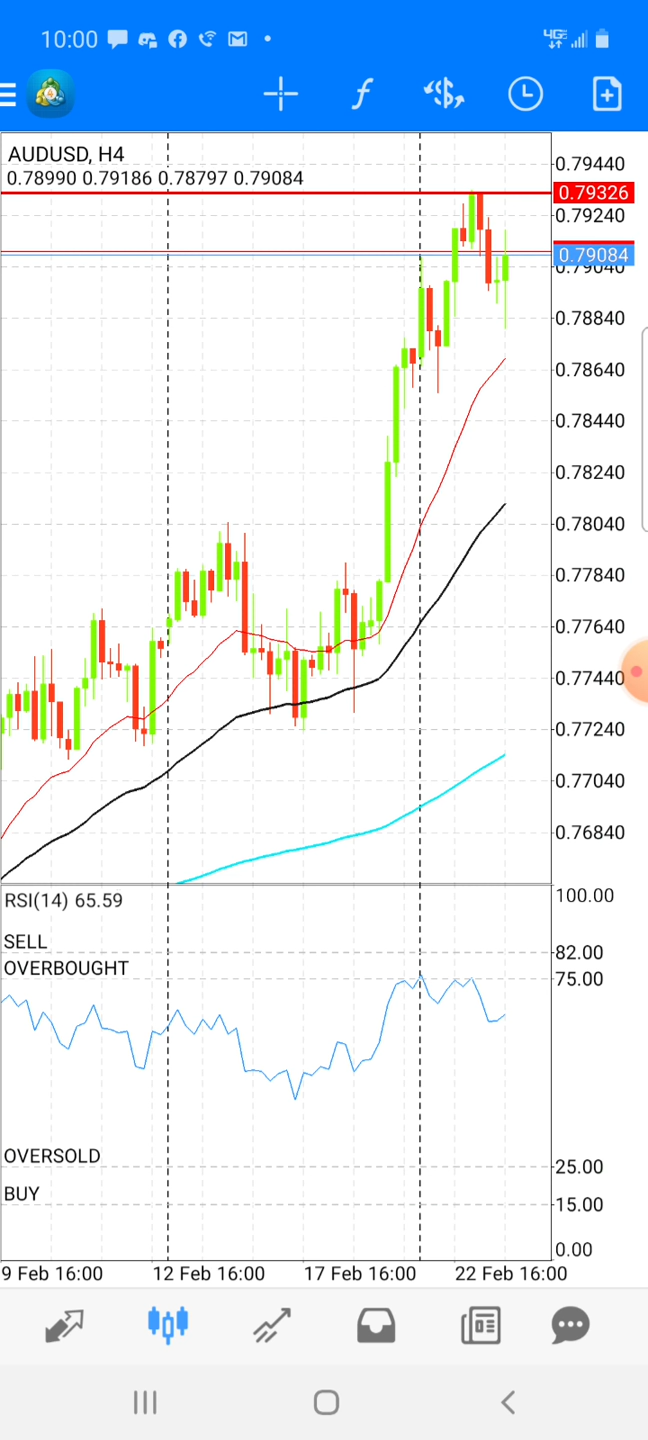 10:00
4GE
AUDUSD, H4
0.78990 0.79186 0.78797 0.79084
0.79440
0.79326
0.79240
0.79084
0.79040
0.78840
0.78640
0.78440
0.78240
0.78040
0.77840
0.77640
0.77440
0.77240
0.77040
0.76840
RSI(14) 65.59
100.00
SELL
82.00
OVERBOUGHT
75.00
OVERSOLD
25.00
BUY
15.00
0.00
9 Feb 16:00 12 Feb 16:00 17 Feb 16:00 22 Feb 16:00